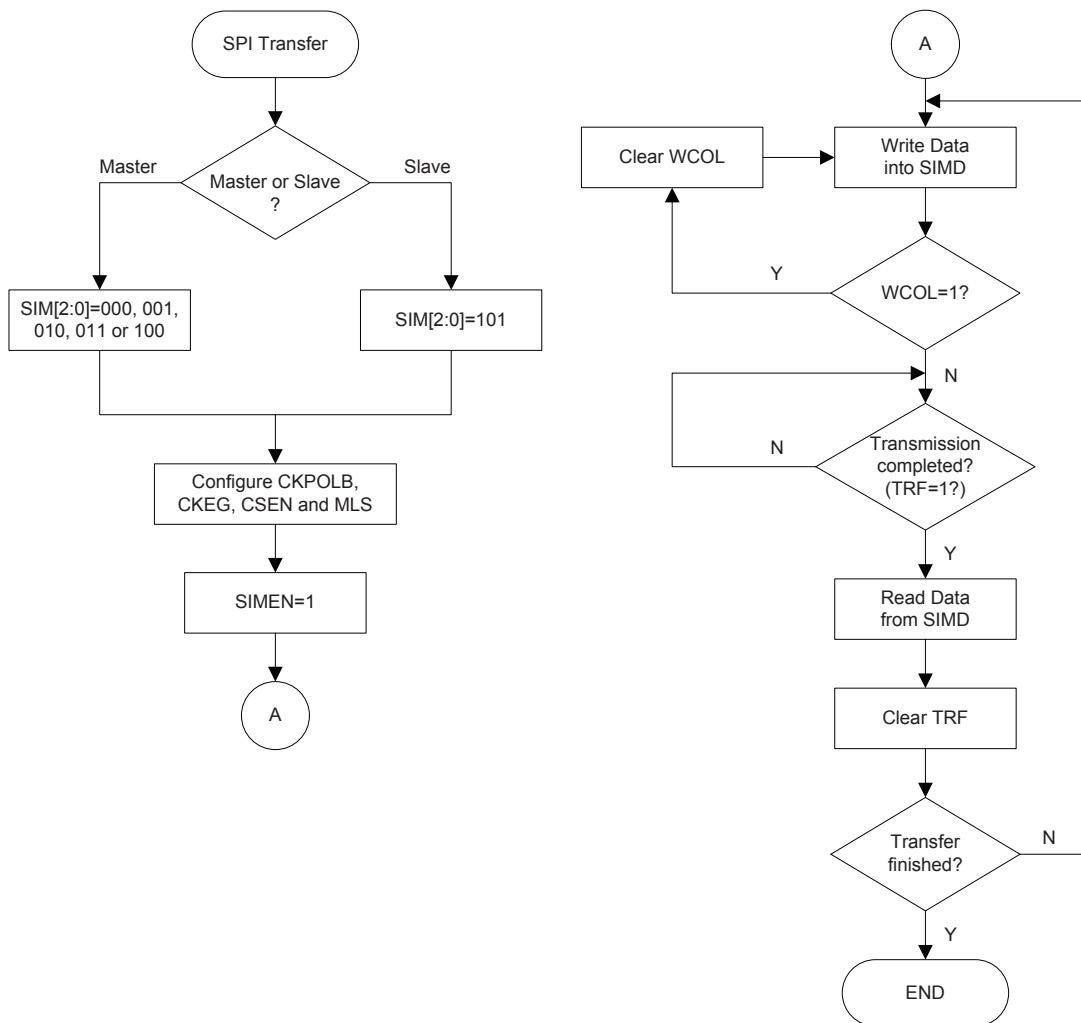 SPI Transfer
Master
Master or Slave
?
Slave
SIM[2:0]=000, 001,
010, 011 or 100
SIM[2:0]=101
Configure CKPOLB,
CKEG, CSEN and MLS
SIMEN=1
A
A
Clear WCOL
Write Data
into SIMD
Y
WCOL=1?
N
N
Transmission
completed?
(TRF=1?)
Y
Read Data
from SIMD
Clear TRF
Transfer
finished?
N
Y
END